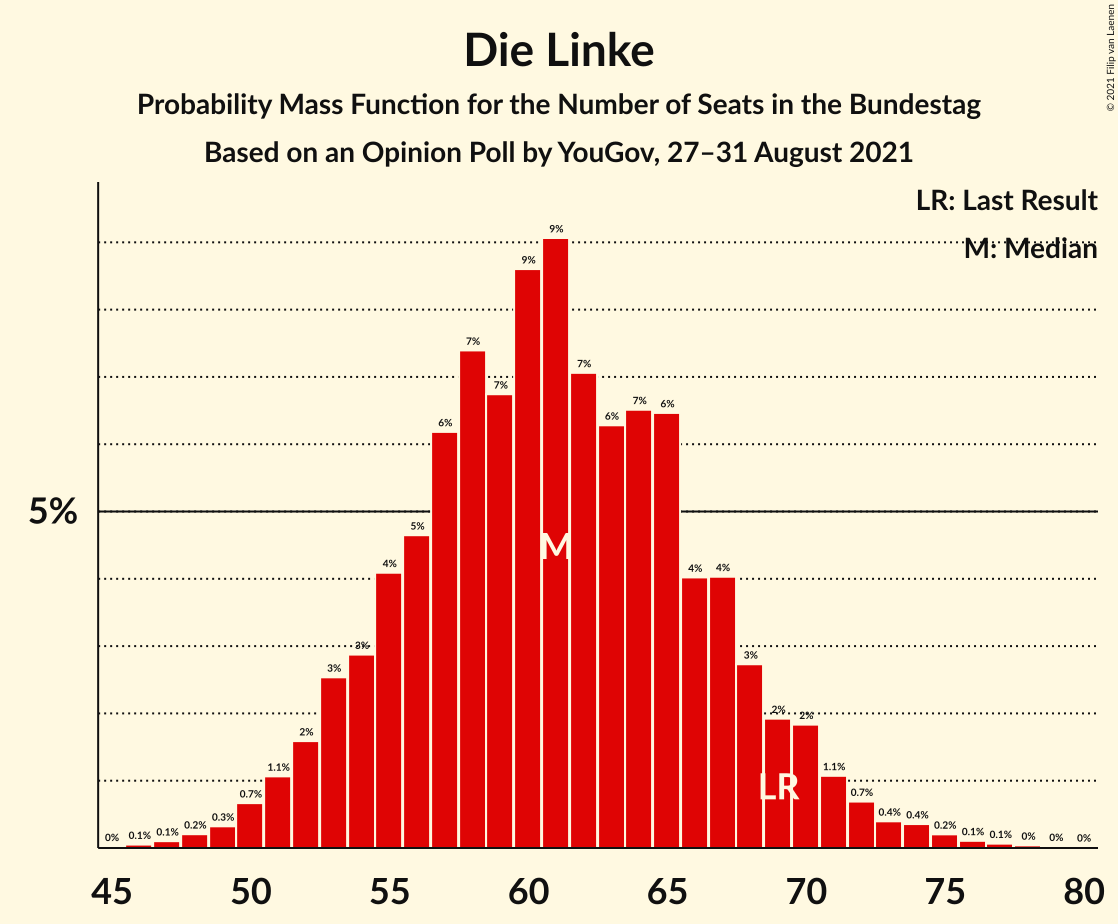 Die Linke
Probability Mass Function for the Number of Seats in the Bundestag
Based on an Opinion Poll by YouGov, 27–31 August 2021
© 2021 Filip van Laenen
LR: Last Result
M: Median
5%
0% 0.1% 0.1% 0.2% 0.3% 0.7% 1.1% 2% 3% 3% 4% 5% 6% 7% 7% 9% 9% 7% 6% 7% 6% 4% 4% 3% 2% 2% 1.1% 0.7% 0.4% 0.4% 0.2% 0.1% 0.1% 0% 0% 0%
M
LR
45 50 55 60 65 70 75 80